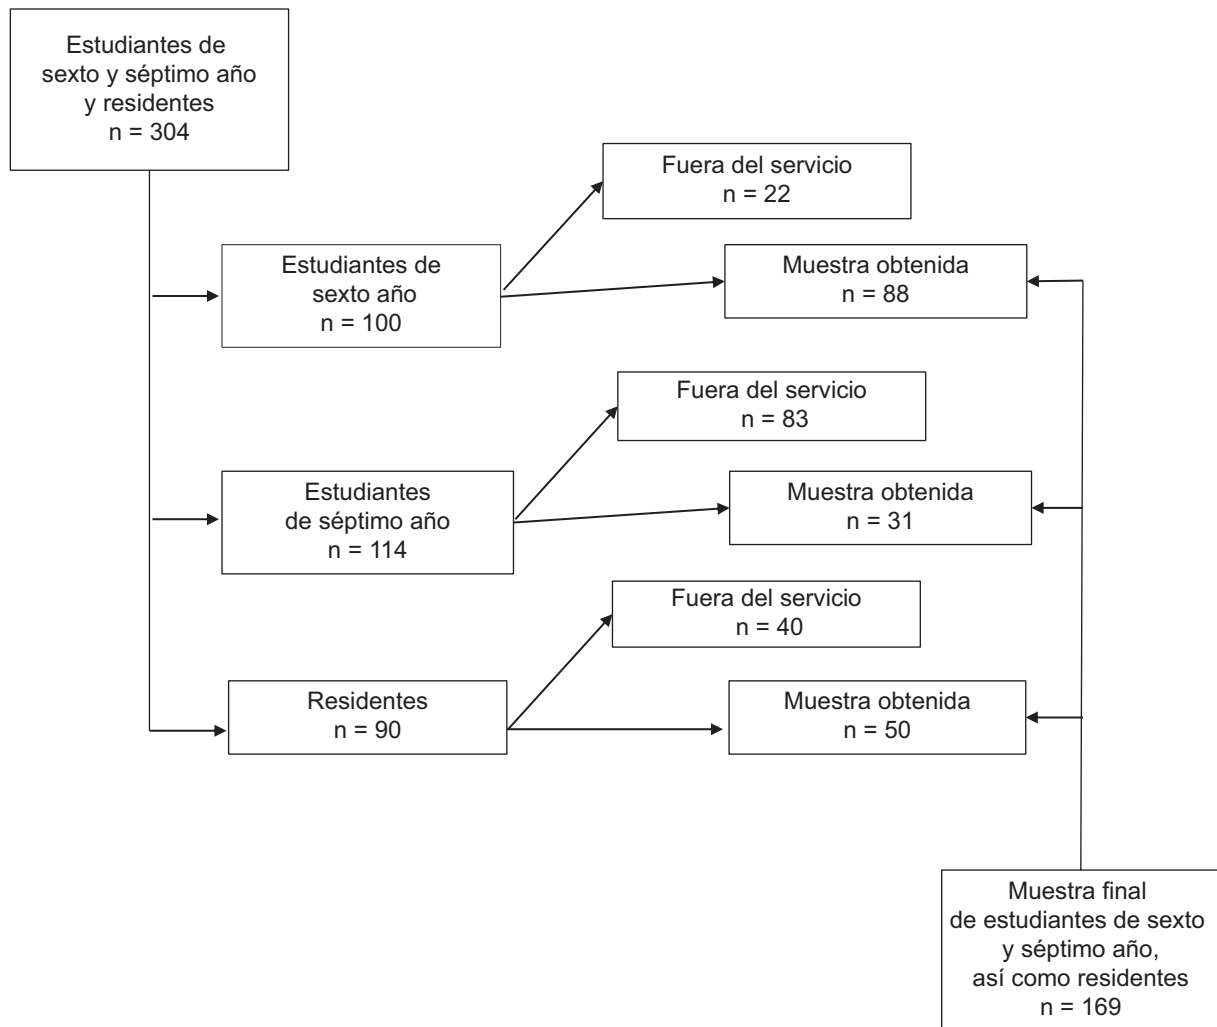 Estudiantes de
sexto y séptimo año
y residentes
n = 304
Fuera del servicio
n = 22
Estudiantes de
sexto año
n = 100
Muestra obtenida
n = 88
Fuera del servicio
n = 83
Estudiantes
de séptimo año
n = 114
Muestra obtenida
n = 31
Fuera del servicio
n = 40
Residentes
n = 90
Muestra obtenida
n = 50
Muestra final
de estudiantes de sexto
y séptimo año,
así como residentes
n = 169